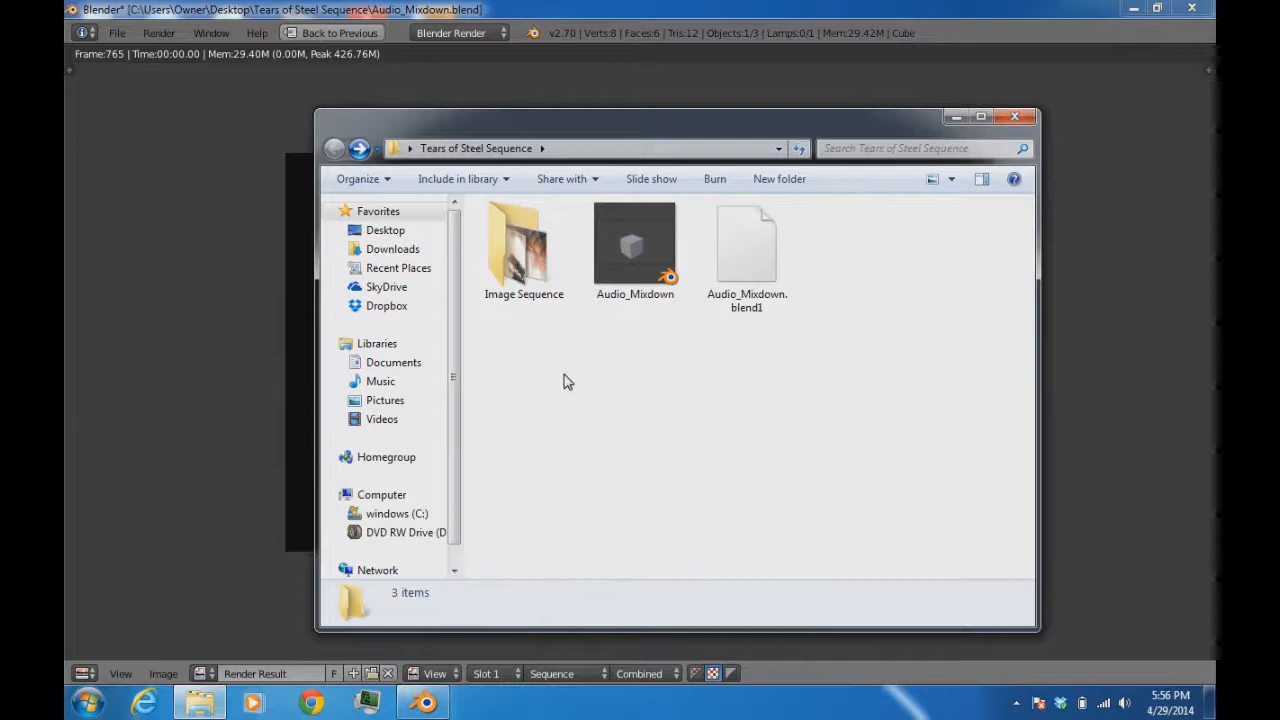 Blender* [C:\Users\Owner\Desktop\Tears of Steel Sequence\Audio_Mixdown.blend]
File Render Window Help Back to Previous Blender Render v2.70 | Verts:8 | Faces:6 | Tris:12 | Objects:1/3 | Lamps:0/1 | Mem:29.42M | Cube
Frame:765 | Time:00:00.00 | Mem:29.40M (0.00M, Peak 426.76M)
Tears of Steel Sequence
Search Tears of Steel Sequence
Organize Include in library Share with Slide show Burn New folder
Favorites
Desktop
Downloads
Recent Places
SkyDrive
Dropbox
Libraries
Documents
Music
Pictures
Videos
Homegroup
Computer
windows (C:)
DVD RW Drive (D
Network
Image Sequence
Audio_Mixdown
Audio_Mixdown.
blend1
3 items
View Image Render Result F View Slot 1 Sequence Combined
5:56 PM
4/29/2014